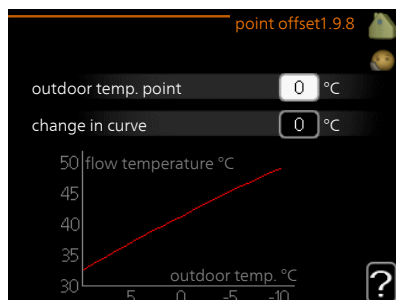 point offset1.9.8
outdoor temp. point 0 °C
change in curve 0 °C
50 flow temperature °C
45
40
35
outdoor temp. °C
30
5 0 -5 -10
?